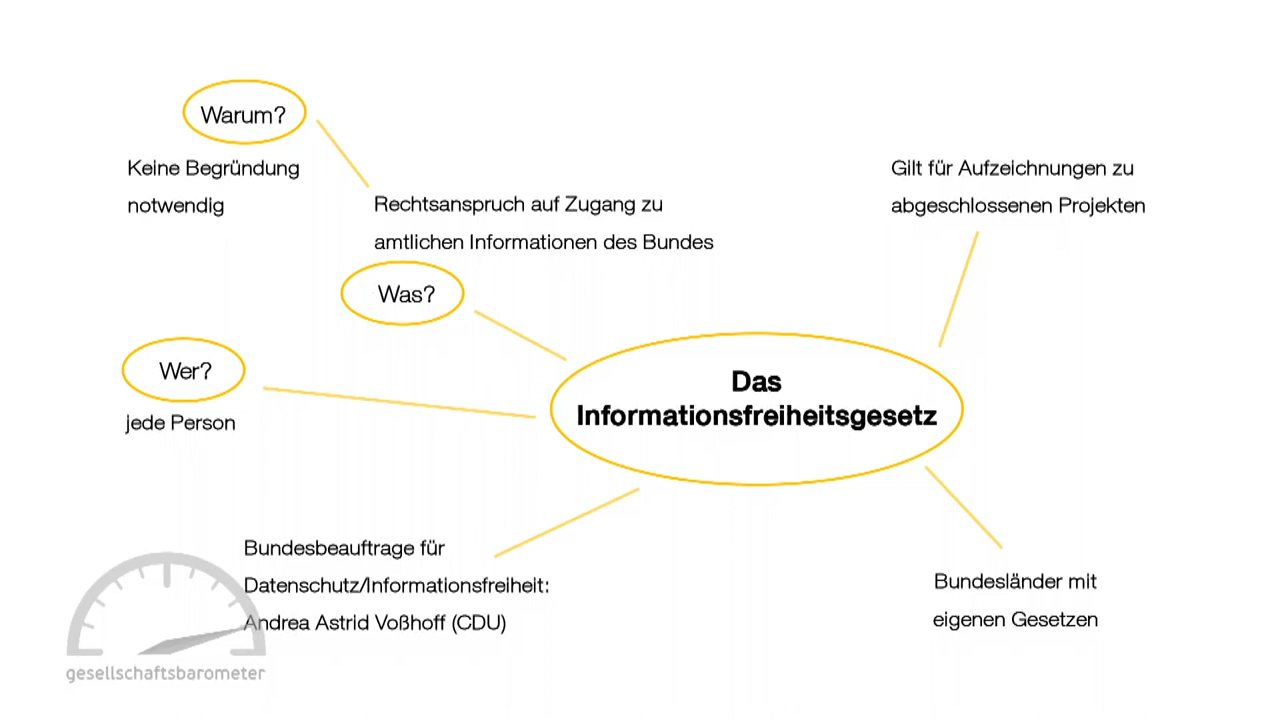 Warum?
Keine Begründung
notwendig
Rechtsanspruch auf Zugang zu
amtlichen Informationen des Bundes
Was?
Gilt für Aufzeichnungen zu
abgeschlossenen Projekten
Wer?
jede Person
Das
Informationsfreiheitsgesetz
Bundesbeauftrage für
Datenschutz/Informationsfreiheit:
Andrea Astrid Voßhoff (CDU)
Bundesländer mit
eigenen Gesetzen
gesellschaftsbarometer